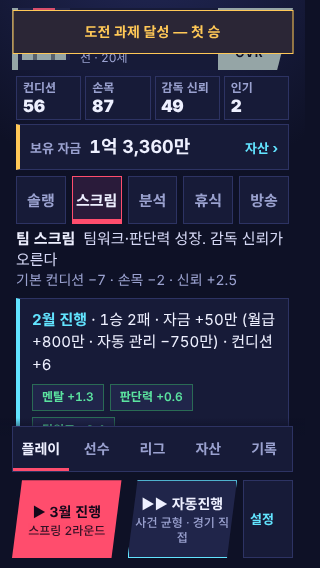 도전 과제 달성 — 첫 승
전 · 20세
OVR
컨디션
56
손목
87
감독 신뢰
49
인기
2
보유 자금 1억 3,360만 자산 ›
솔랭 스크림 분석 휴식 방송
팀 스크림 팀워크·판단력 성장. 감독 신뢰가
오른다
기본 컨디션 −7 · 손목 −2 · 신뢰 +2.5
2월 진행 · 1승 2패 · 자금 +50만 (월급
+800만 · 자동 관리 −750만) · 컨디션
+6
멘탈 +1.3 판단력 +0.6
플레이 선수 리그 자산 기록
▶ 3월 진행
스프링 2라운드
▶▶ 자동진행
사건 균형 · 경기 직
접
설정